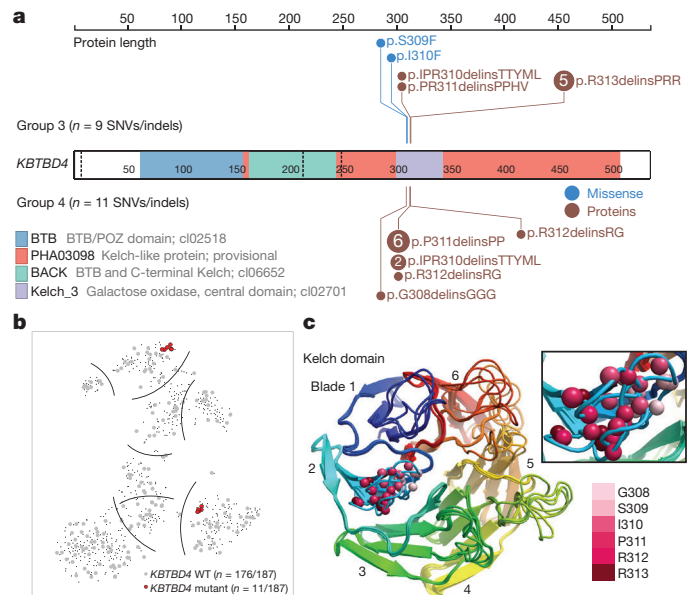 a
50 100 150 200 250 300 350 400 450 500
Protein length
p.S309F
p.I310F
p.IPR310delinsTTYML
p.PR311delinsPPHV
5 p.R313delinsPRR
Group 3 (n = 9 SNVs/indels)
KBTBD4
50 100 150 200 250 300 350 400 450 500
Group 4 (n = 11 SNVs/indels)
Missense
Proteins
p.R312delinsRG
6 p.P311delinsPP
2 p.IPR310delinsTTYML
p.R312delinsRG
p.G308delinsGGG
BTB BTB/POZ domain; cl02518
PHA03098 Kelch-like protein; provisional
BACK BTB and C-terminal Kelch; cl06652
Kelch_3 Galactose oxidase, central domain; cl02701
b
KBTBD4 WT (n = 176/187)
KBTBD4 mutant (n = 11/187)
c
Kelch domain
Blade 1
6
2
5
3
4
G308
S309
I310
P311
R312
R313